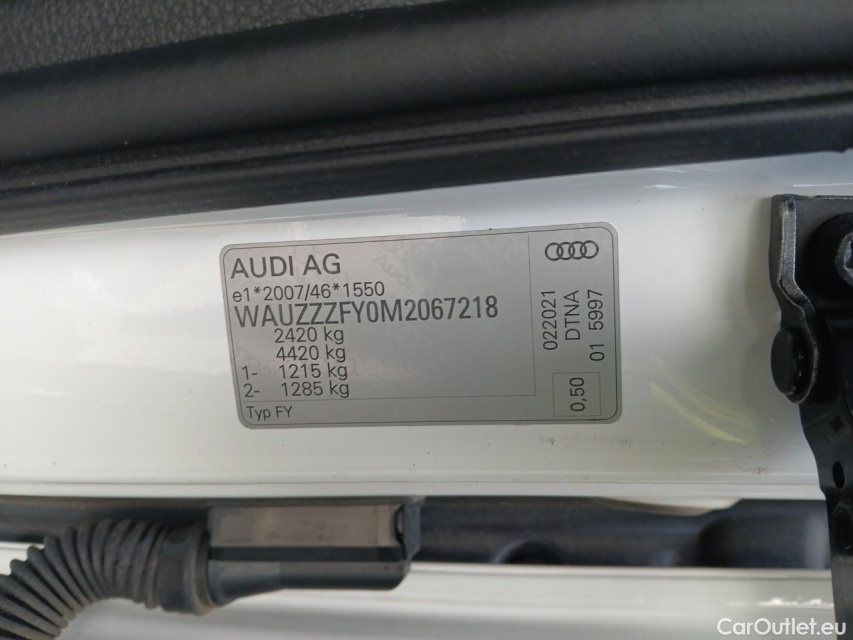 AUDI AG
e1*2007/46*1550
WAUZZZFY0M2067218
2420 kg
4420 kg
1- 1215 kg
2- 1285 kg
Typ FY
022021
DTNA
01 5997
0,50
CarOutlet.eu